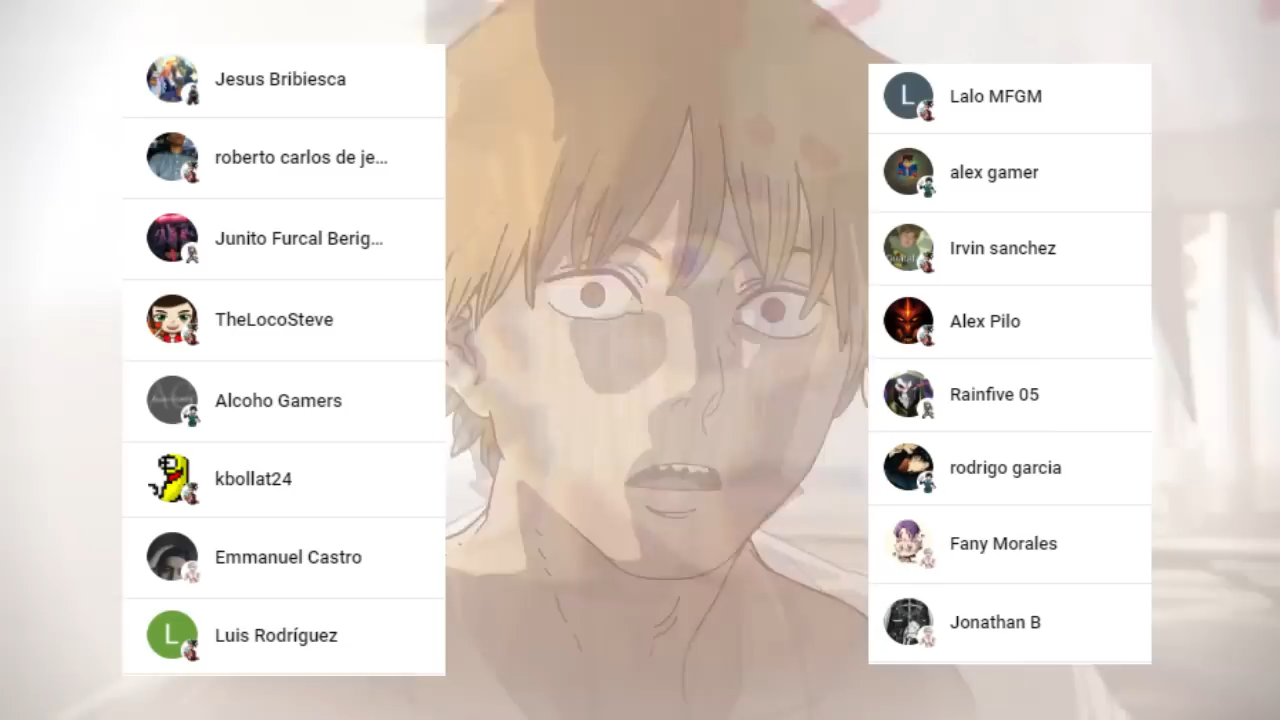 Jesus Bribiesca
roberto carlos de je...
Junito Furcal Berig...
TheLocoSteve
Alcoho Gamers
kbollat24
Emmanuel Castro
L
Luis Rodríguez
L
Lalo MFGM
alex gamer
Irvin sanchez
Alex Pilo
Rainfive 05
rodrigo garcia
Fany Morales
Jonathan B